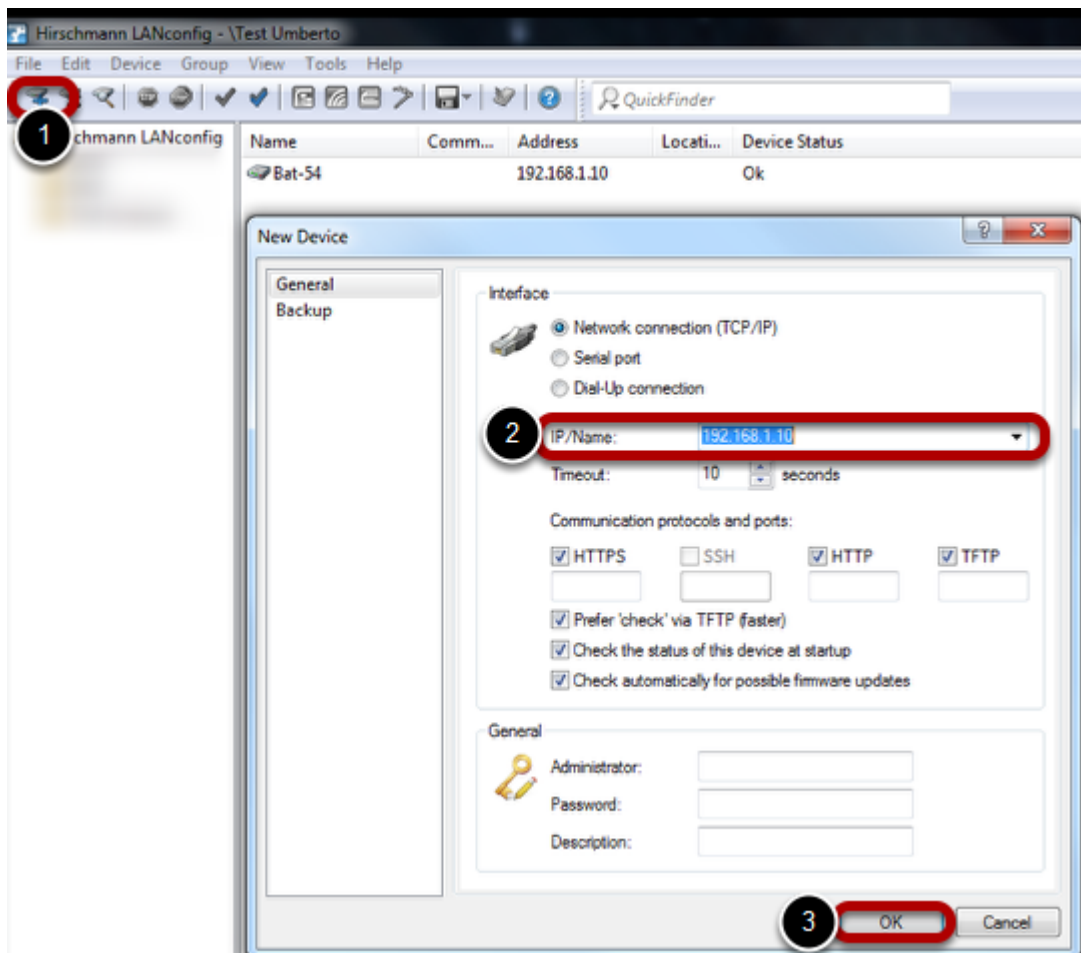 Hirschmann LANconfig - \Test Umberto
File Edit Device Group View Tools Help
QuickFinder
1
chmann LANconfig
Name Comm... Address Locati... Device Status
Bat-54 192.168.1.10 Ok
New Device
General
Backup
Interface
Network connection (TCP/IP)
Serial port
Dial-Up connection
2
IP/Name: 192.168.1.10
Timeout: 10 seconds
Communication protocols and ports:
HTTPS SSH HTTP TFTP
Prefer 'check' via TFTP (faster)
Check the status of this device at startup
Check automatically for possible firmware updates
General
Administrator:
Password:
Description:
3
OK Cancel